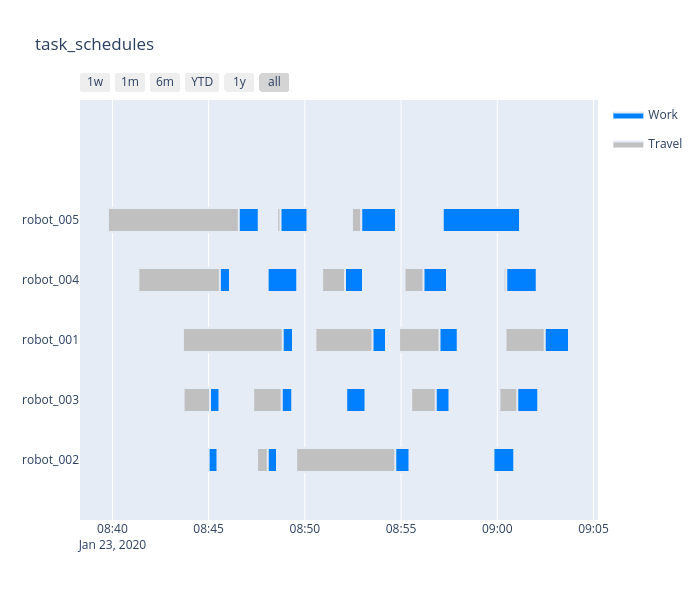 task_schedules
1w 1m 6m YTD 1y all
Work
Travel
robot_005
robot_004
robot_001
robot_003
robot_002
08:40 08:45 08:50 08:55 09:00 09:05
Jan 23, 2020